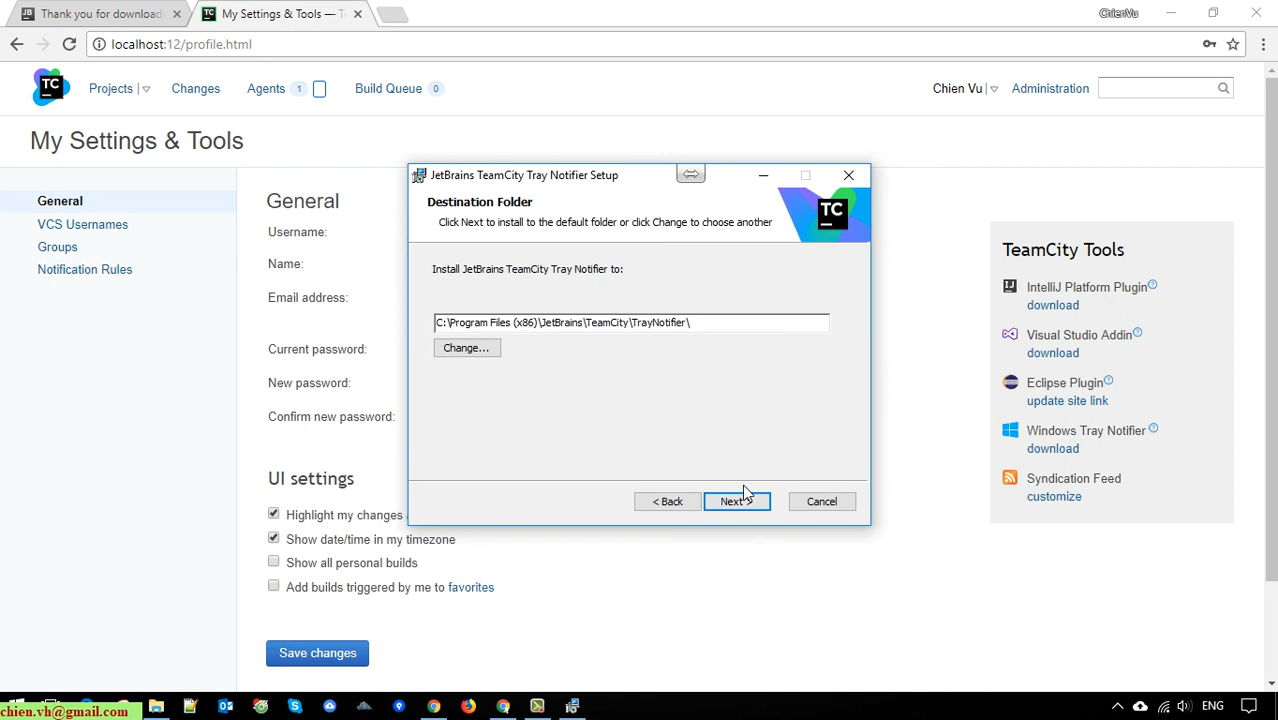 Thank you for downloadi
My Settings & Tools — T
ChienVu
localhost:12/profile.html
TC
Projects
Changes
Agents 1
Build Queue 0
Chien Vu
Administration
My Settings & Tools
General
VCS Usernames
Groups
Notification Rules
General
Username:
Name:
Email address:
Current password:
New password:
Confirm new password:
UI settings
Highlight my changes
Show date/time in my timezone
Show all personal builds
Add builds triggered by me to favorites
Save changes
JetBrains TeamCity Tray Notifier Setup
Destination Folder
Click Next to install to the default folder or click Change to choose another
TC
Install JetBrains TeamCity Tray Notifier to:
C:\Program Files (x86)\JetBrains\TeamCity\TrayNotifier\
Change...
< Back
Next >
Cancel
TeamCity Tools
IntelliJ Platform Plugin
download
Visual Studio Addin
download
Eclipse Plugin
update site link
Windows Tray Notifier
download
Syndication Feed
customize
chien.vh@gmail.com
ENG